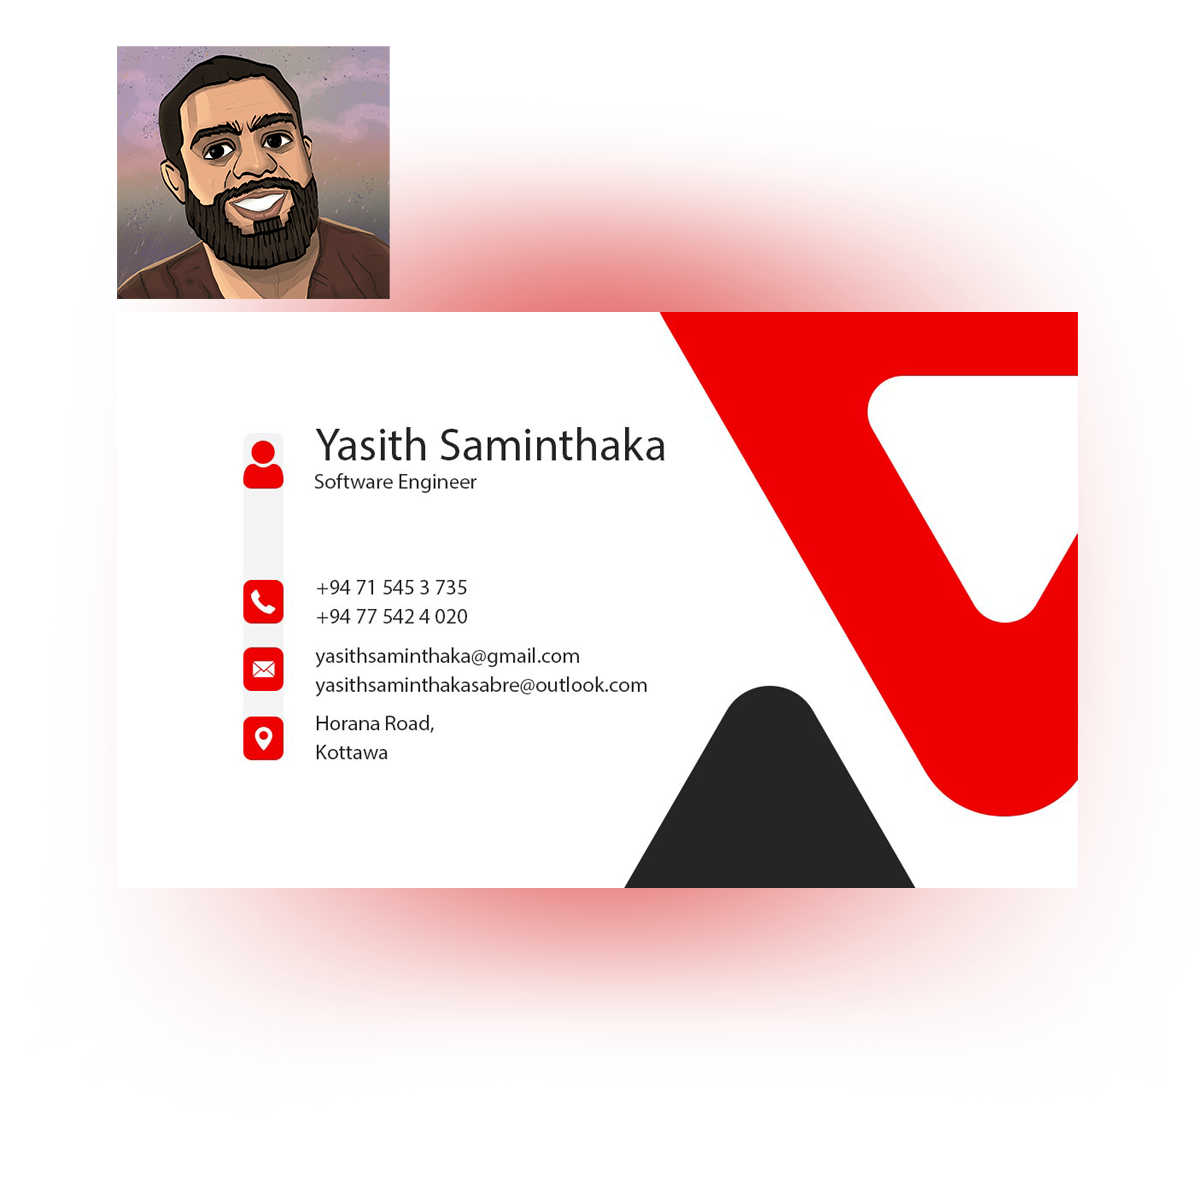 Yasith Saminthaka
Software Engineer
+94 71 545 3 735
+94 77 542 4 020
yasithsaminthaka@gmail.com
yasithsaminthakasabre@outlook.com
Horana Road,
Kottawa